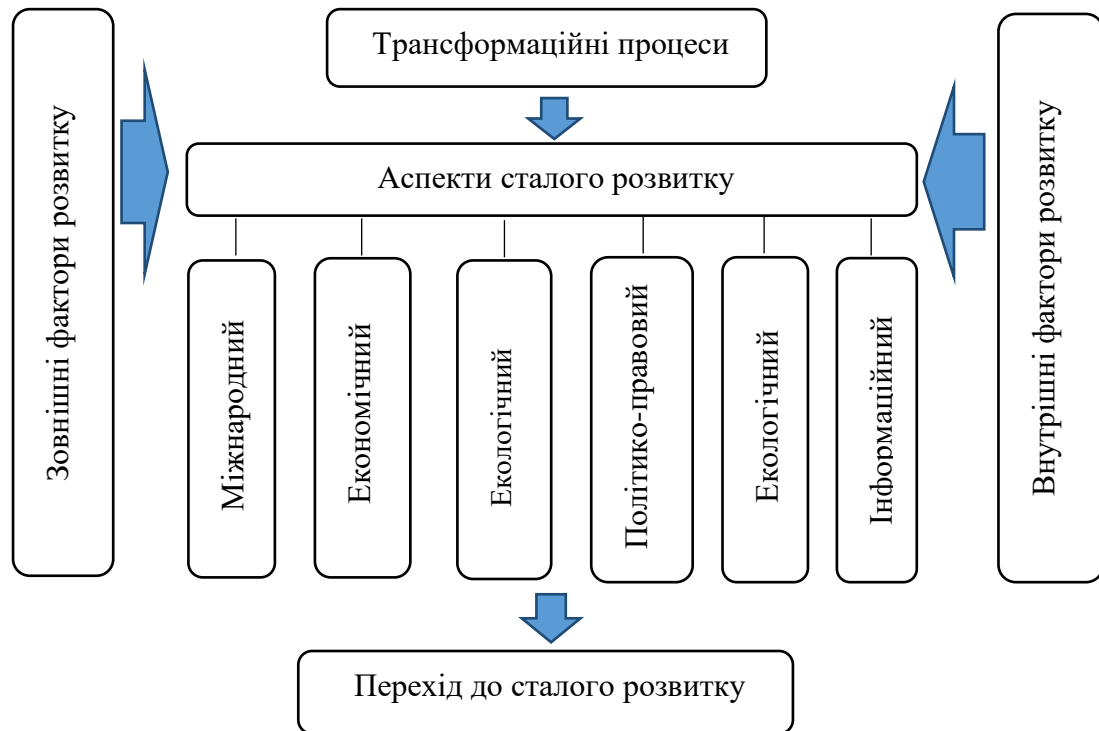 Трансформаційні процеси
Зовнішні фактори розвитку
Аспекти сталого розвитку
Внутрішні фактори розвитку
Міжнародний
Економічний
Екологічний
Політико-правовий
Екологічний
Інформаційний
Перехід до сталого розвитку